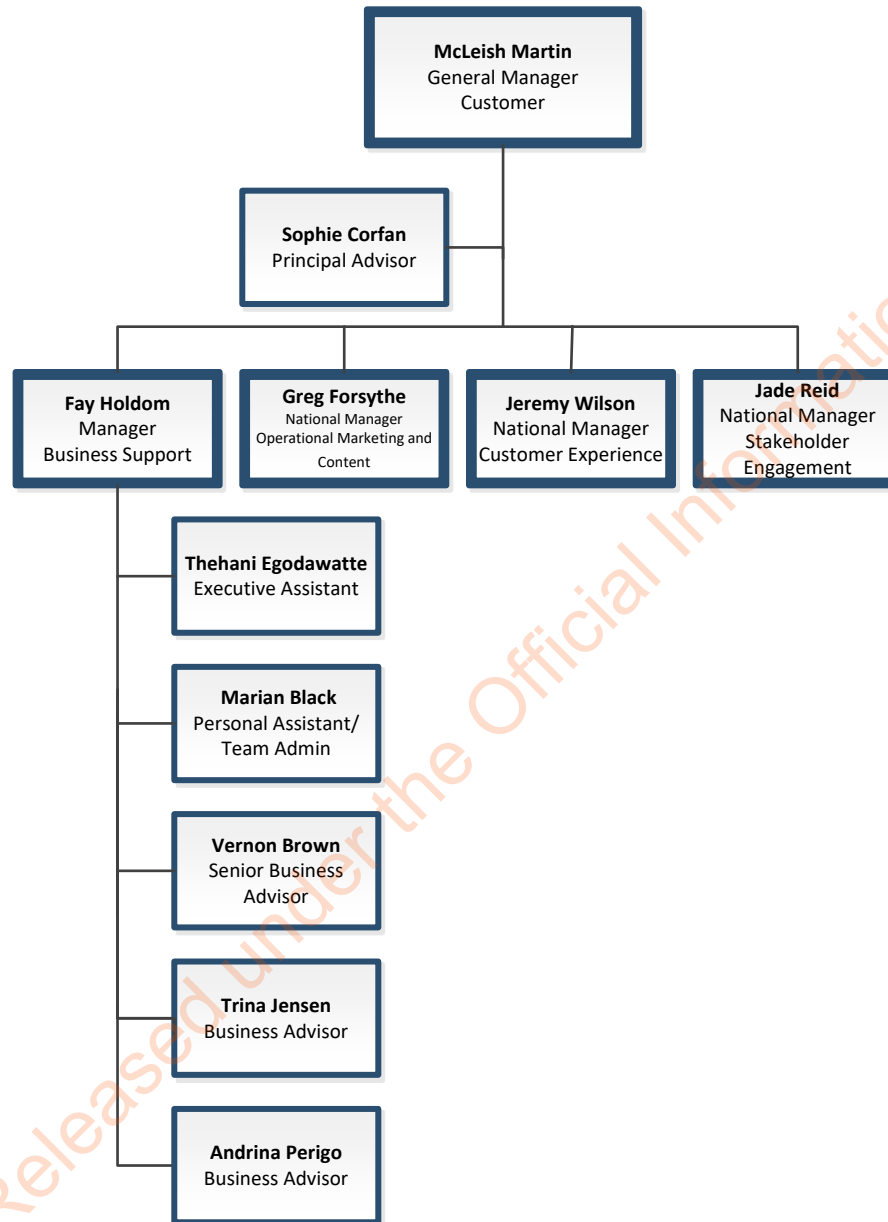 McLeish Martin
General Manager
Customer
Sophie Corfan
Principal Advisor
Fay Holdom
Manager
Business Support
Greg Forsythe
National Manager
Operational Marketing and
Content
Jeremy Wilson
National Manager
Customer Experience
Jade Reid
National Manager
Stakeholder
Engagement
Thehani Egodawatte
Executive Assistant
Marian Black
Personal Assistant/
Team Admin
Vernon Brown
Senior Business
Advisor
Trina Jensen
Business Advisor
Andrina Perigo
Business Advisor
Released under the Official